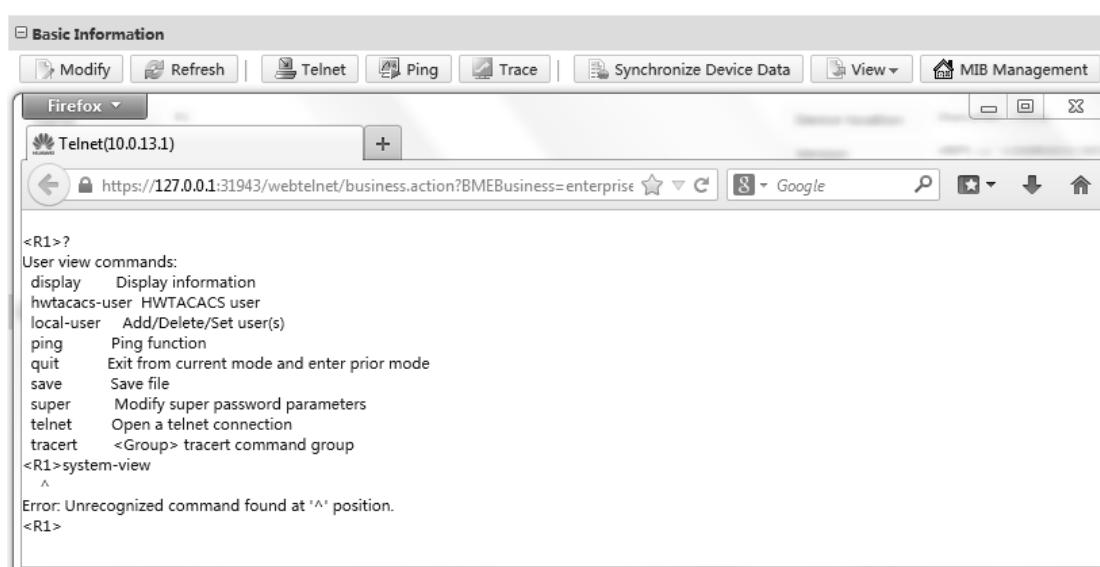 Basic Information
Modify Refresh Telnet Ping Trace Synchronize Device Data View MIB Management
Firefox
Telnet(10.0.13.1) +
https://127.0.0.1:31943/webtelnet/business.action?BMEBusiness=enterprise Google
<R1>?
User view commands:
display Display information
hwtacacs-user HWTACACS user
local-user Add/Delete/Set user(s)
ping Ping function
quit Exit from current mode and enter prior mode
save Save file
super Modify super password parameters
telnet Open a telnet connection
tracert <Group> tracert command group
<R1>system-view
^
Error: Unrecognized command found at '^' position.
<R1>